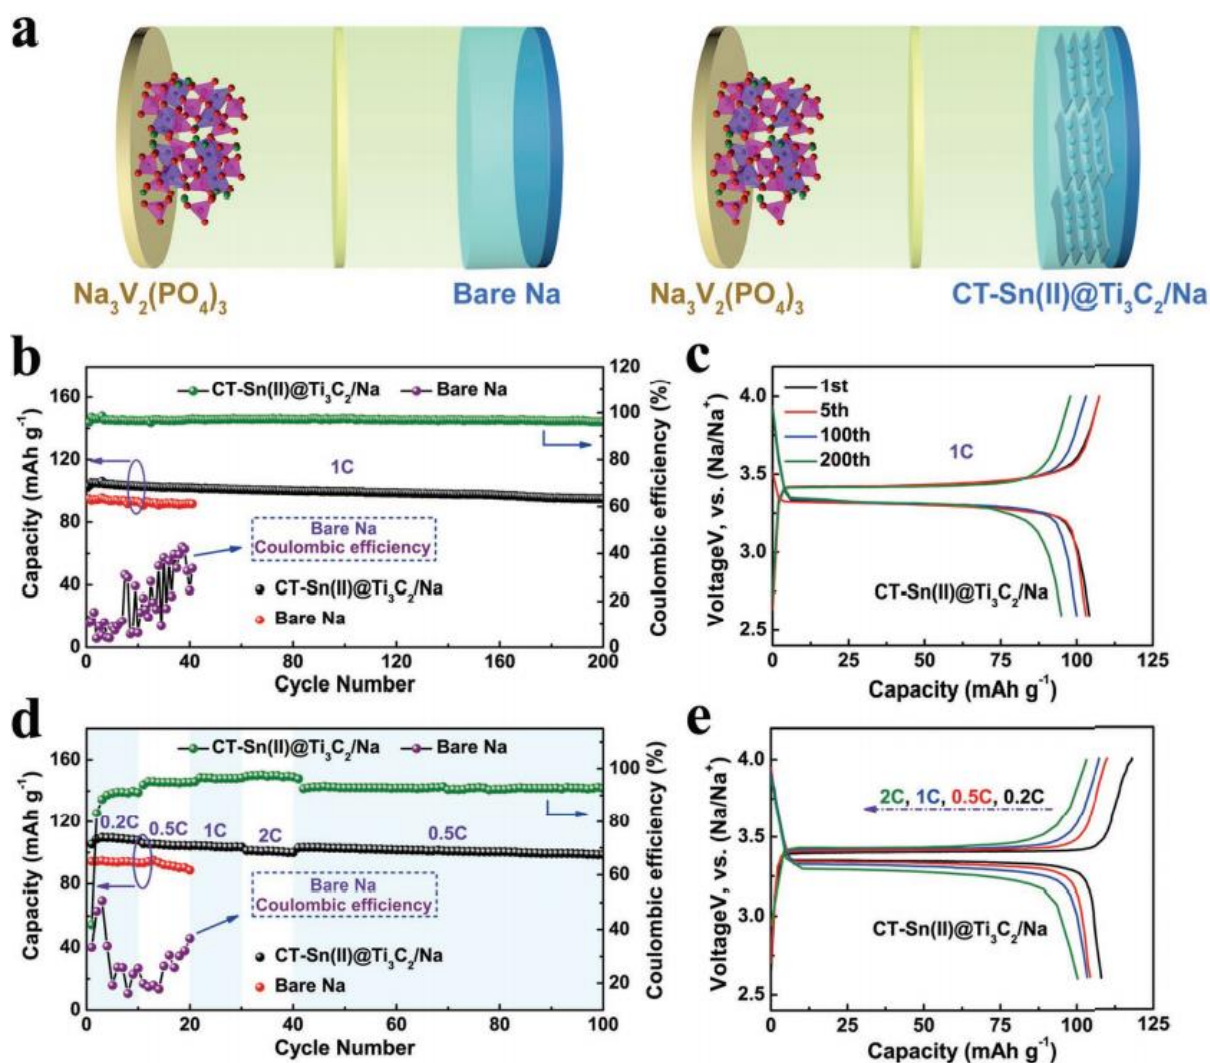 a
Na₃V₂(PO₄)₃
Bare Na
Na₃V₂(PO₄)₃
CT-Sn(II)@Ti₃C₂/Na
b
160
120
80
40
0
Capacity (mAh g⁻¹)
CT-Sn(II)@Ti₃C₂/Na
Bare Na
1C
Bare Na
Coulombic efficiency
CT-Sn(II)@Ti₃C₂/Na
Bare Na
120
100
80
60
40
20
0
Coulombic efficiency (%)
0
40
80
120
160
200
Cycle Number
c
4.0
3.5
3.0
2.5
VoltageV, vs. (Na/Na⁺)
1st
5th
100th
200th
1C
CT-Sn(II)@Ti₃C₂/Na
0
25
50
75
100
125
Capacity (mAh g⁻¹)
d
160
120
80
40
0
Capacity (mAh g⁻¹)
CT-Sn(II)@Ti₃C₂/Na
Bare Na
0.2C
0.5C
1C
2C
0.5C
Bare Na
Coulombic efficiency
CT-Sn(II)@Ti₃C₂/Na
Bare Na
100
80
60
40
20
Coulombic efficiency (%)
0
20
40
60
80
100
Cycle Number
e
4.0
3.5
3.0
2.5
VoltageV, vs. (Na/Na⁺)
2C, 1C, 0.5C, 0.2C
CT-Sn(II)@Ti₃C₂/Na
0
25
50
75
100
125
Capacity (mAh g⁻¹)